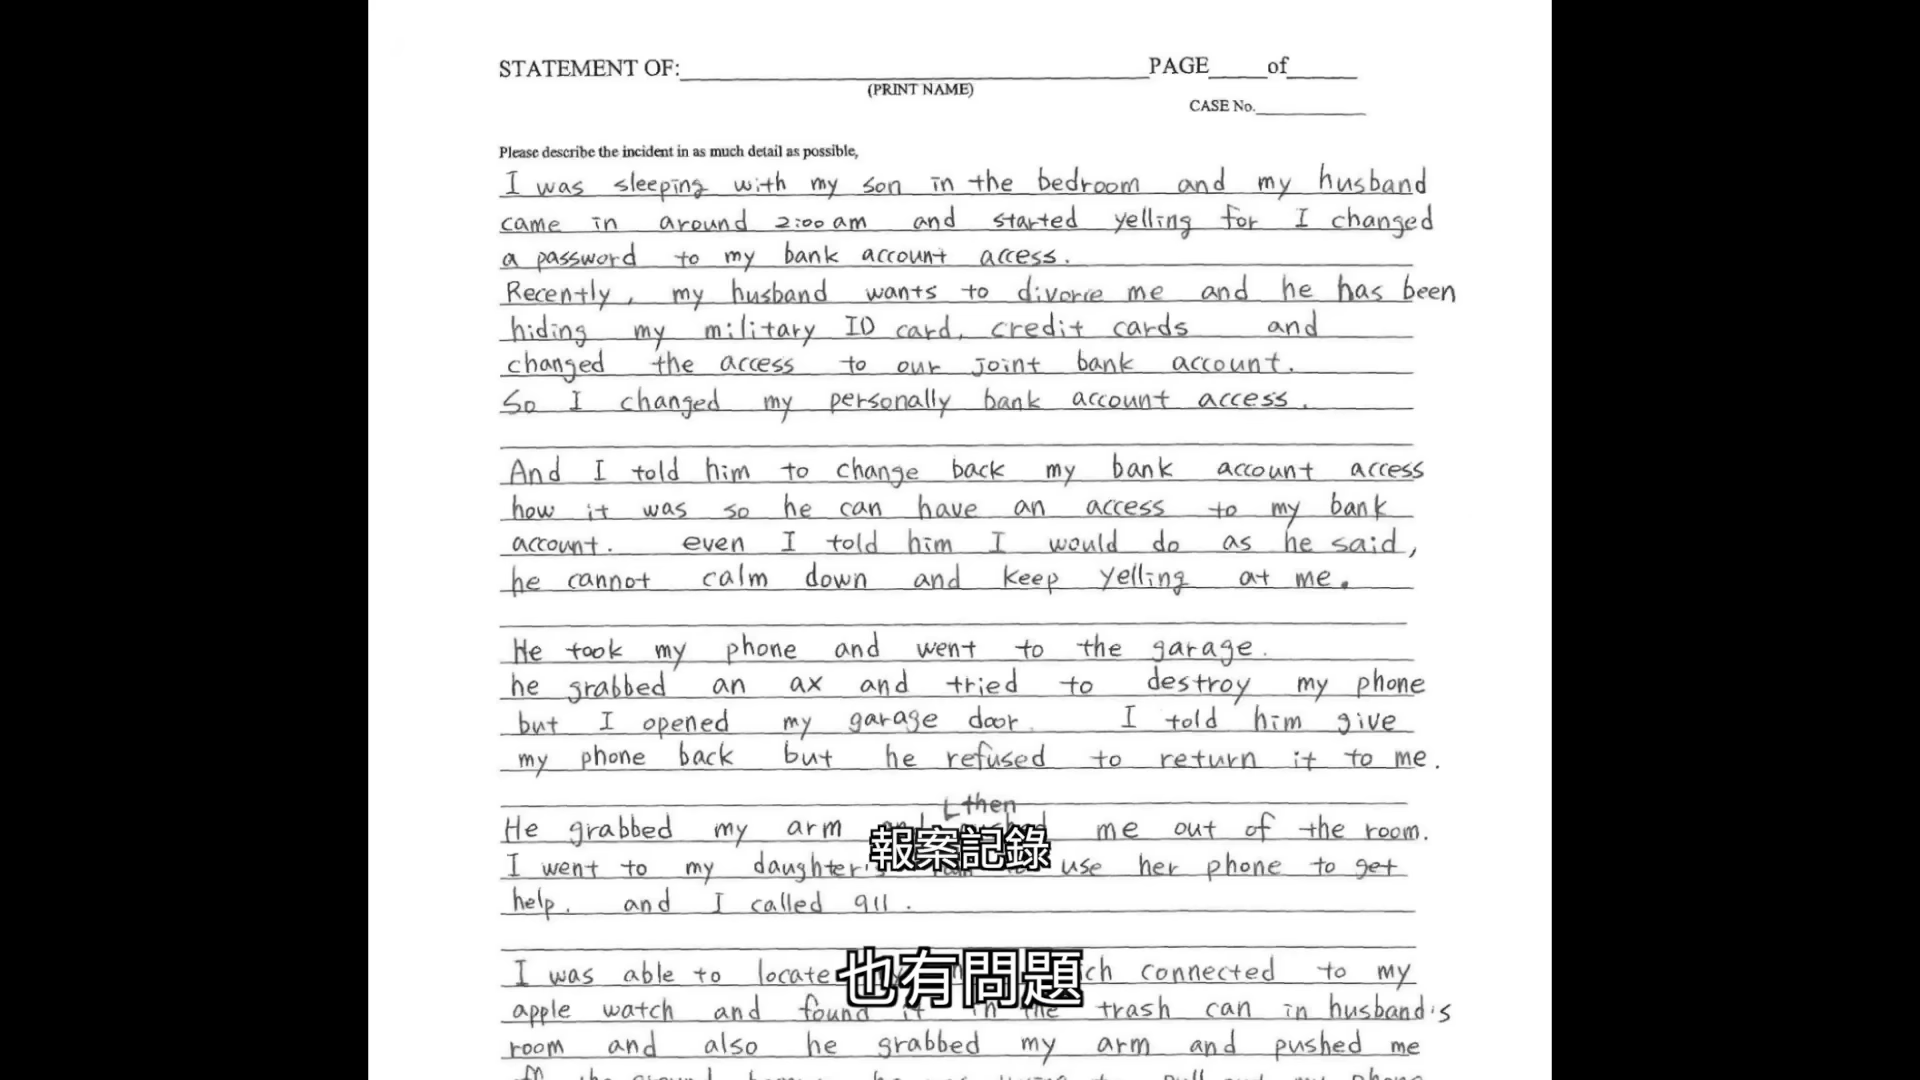 STATEMENT OF: PAGE of
(PRINT NAME)
CASE No.
Please describe the incident in as much detail as possible,
I was sleeping with my son in the bedroom and my husband
came in around 2:00 am and started yelling for I changed
a password to my bank account access.
Recently, my husband wants to divorce me and he has been
hiding my military ID card, credit cards and
changed the access to our joint bank account.
So I changed my personally bank account access.
And I told him to change back my bank account access
how it was so he can have an access to my bank
account. even I told him I would do as he said,
he cannot calm down and keep yelling at me.
He took my phone and went to the garage.
he grabbed an ax and tried to destroy my phone
but I opened my garage door. I told him give
my phone back but he refused to return it to me.
then
He grabbed my arm me out of the room.
報案記錄
I went to my daughter's use her phone to get
help. and I called 911.
I was able to locate connected to my
也有問題
apple watch and found it in the trash can in husband's
room and also he grabbed my arm and pushed me
the ground my phone